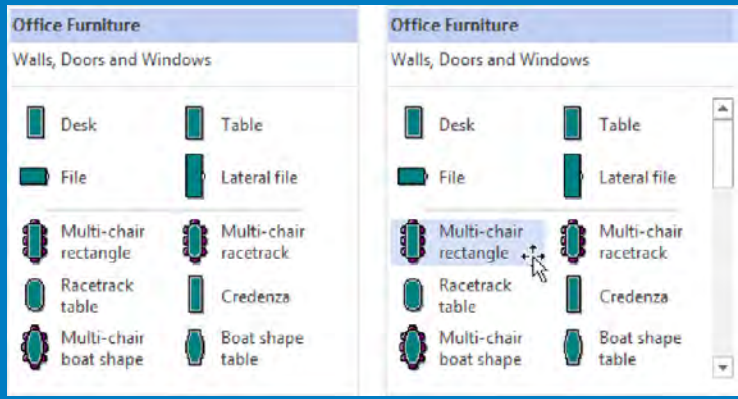 Office Furniture
Walls, Doors and Windows
Desk
Table
File
Lateral file
Multi-chair
rectangle
Multi-chair
racetrack
Racetrack
table
Credenza
Multi-chair
boat shape
Boat shape
table
Office Furniture
Walls, Doors and Windows
Desk
Table
File
Lateral file
Multi-chair
rectangle
Multi-chair
racetrack
Racetrack
table
Credenza
Multi-chair
boat shape
Boat shape
table